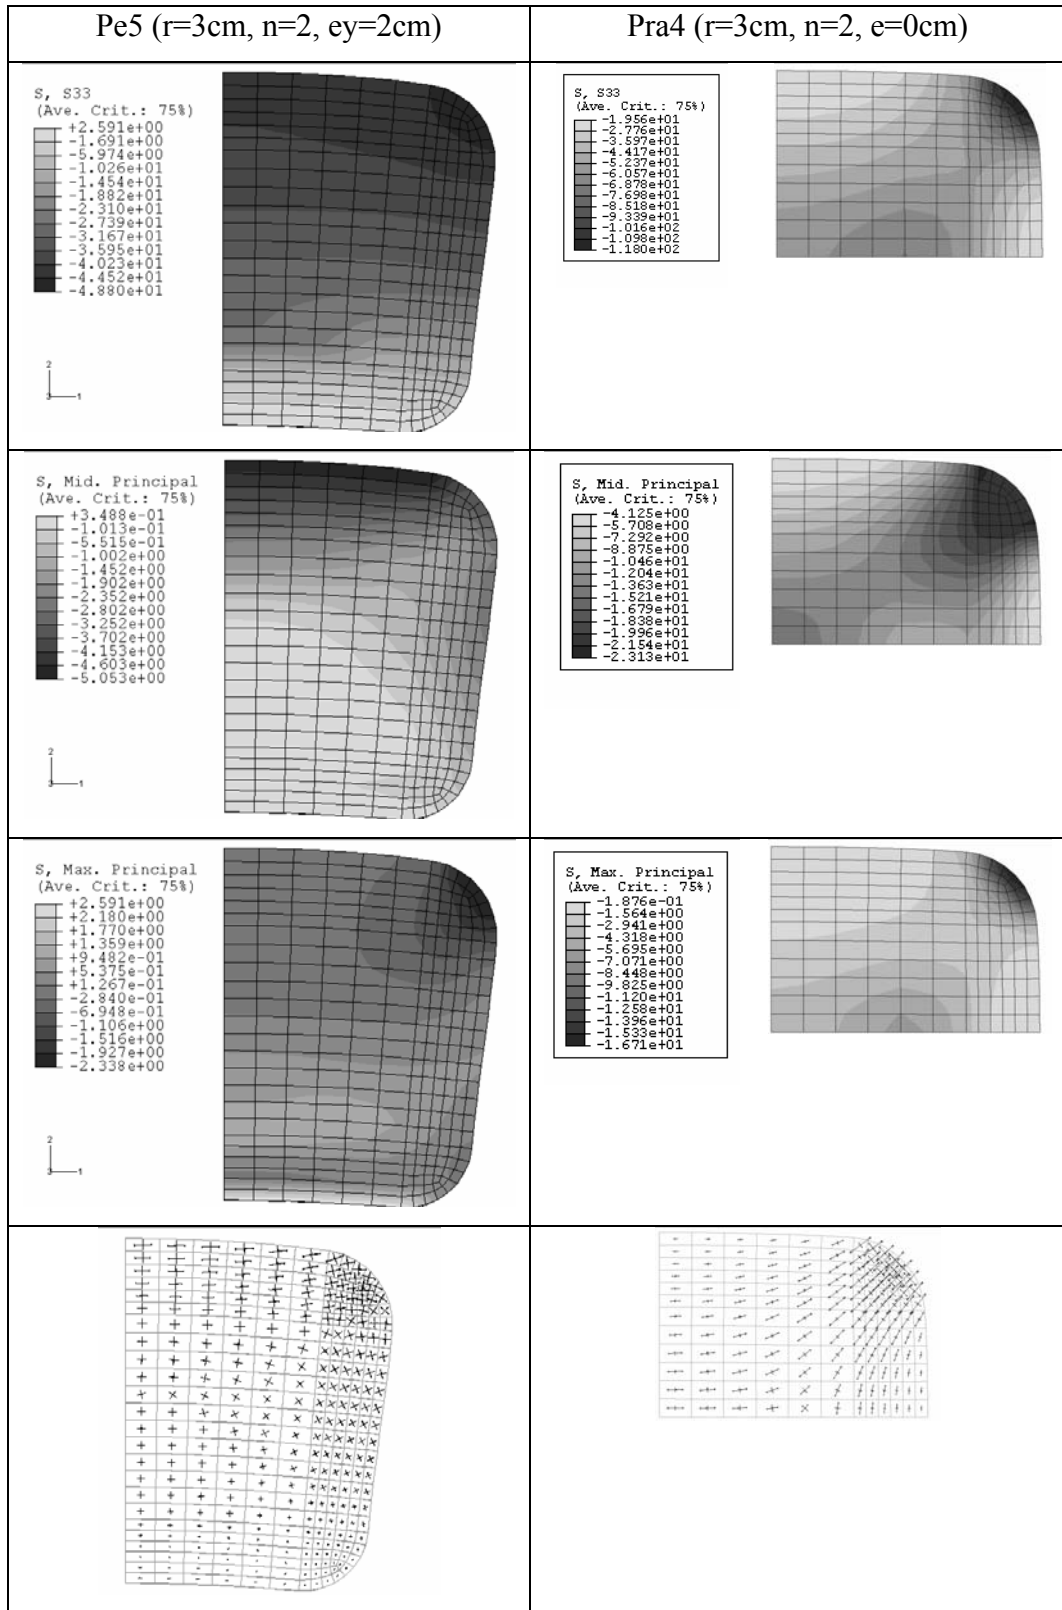 Pe5 (r=3cm, n=2, ey=2cm)
Pra4 (r=3cm, n=2, e=0cm)
S, S33
(Ave. Crit.: 75%)
+2.591e+00
-1.691e+00
-5.974e+00
-1.026e+01
-1.454e+01
-1.882e+01
-2.310e+01
-2.739e+01
-3.167e+01
-3.595e+01
-4.023e+01
-4.452e+01
-4.880e+01
2
3
1
S, S33
(Ave. Crit.: 75%)
-1.956e+01
-2.776e+01
-3.597e+01
-4.417e+01
-5.237e+01
-6.057e+01
-6.878e+01
-7.698e+01
-8.518e+01
-9.339e+01
-1.016e+02
-1.098e+02
-1.180e+02
S, Mid. Principal
(Ave. Crit.: 75%)
+3.488e-01
-1.013e-01
-5.515e-01
-1.002e+00
-1.452e+00
-1.902e+00
-2.352e+00
-2.802e+00
-3.252e+00
-3.702e+00
-4.153e+00
-4.603e+00
-5.053e+00
2
3
1
S, Mid. Principal
(Ave. Crit.: 75%)
-4.125e+00
-5.708e+00
-7.292e+00
-8.875e+00
-1.046e+01
-1.204e+01
-1.363e+01
-1.521e+01
-1.679e+01
-1.838e+01
-1.996e+01
-2.154e+01
-2.313e+01
S, Max. Principal
(Ave. Crit.: 75%)
+2.591e+00
+2.180e+00
+1.770e+00
+1.359e+00
+9.482e-01
+5.375e-01
+1.267e-01
-2.840e-01
-6.948e-01
-1.106e+00
-1.516e+00
-1.927e+00
-2.338e+00
2
3
1
S, Max. Principal
(Ave. Crit.: 75%)
-1.876e-01
-1.564e+00
-2.941e+00
-4.318e+00
-5.695e+00
-7.071e+00
-8.448e+00
-9.825e+00
-1.120e+01
-1.258e+01
-1.396e+01
-1.533e+01
-1.671e+01